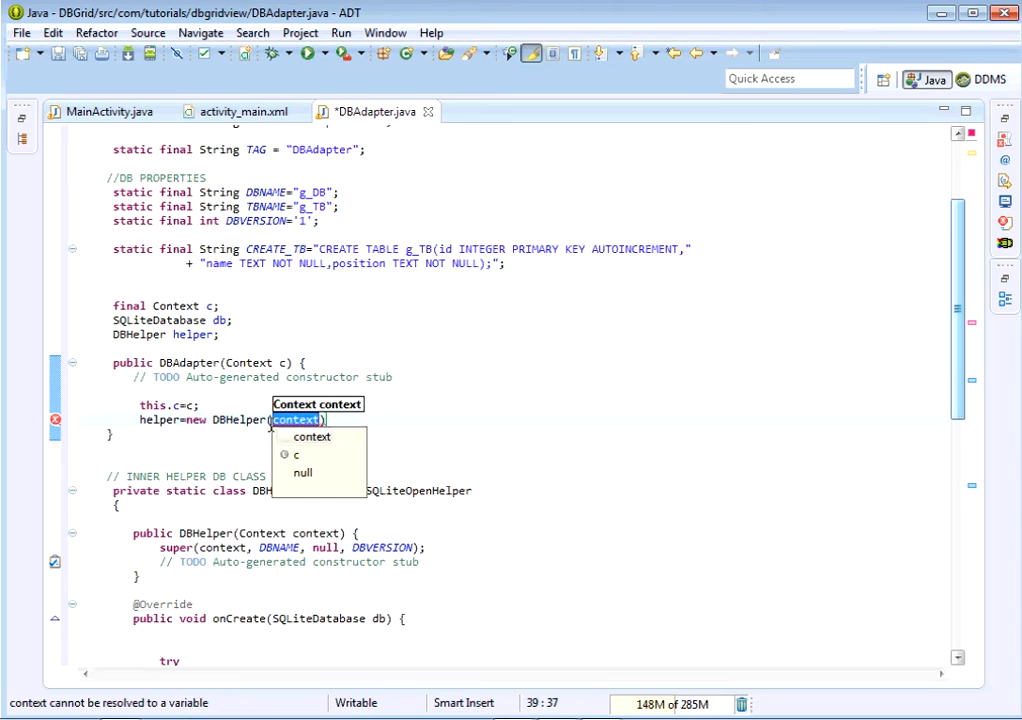 Java - DBGrid/src/com/tutorials/dbgridview/DBAdapter.java - ADT
File Edit Refactor Source Navigate Search Project Run Window Help
Quick Access Java DDMS
MainActivity.java activity_main.xml *DBAdapter.java
static final String TAG = "DBAdapter";
//DB PROPERTIES
static final String DBNAME="g_DB";
static final String TBNAME="g_TB";
static final int DBVERSION='1';
static final String CREATE_TB="CREATE TABLE g_TB(id INTEGER PRIMARY KEY AUTOINCREMENT,"
+ "name TEXT NOT NULL,position TEXT NOT NULL);";
final Context c;
SQLiteDatabase db;
DBHelper helper;
public DBAdapter(Context c) {
// TODO Auto-generated constructor stub
this.c=c;
Context context
helper=new DBHelper(context)
}
context
c
null
// INNER HELPER DB CLASS
private static class DBH SQLiteOpenHelper
{
public DBHelper(Context context) {
super(context, DBNAME, null, DBVERSION);
// TODO Auto-generated constructor stub
}
@Override
public void onCreate(SQLiteDatabase db) {
try
context cannot be resolved to a variable Writable Smart Insert 39 : 37 148M of 285M